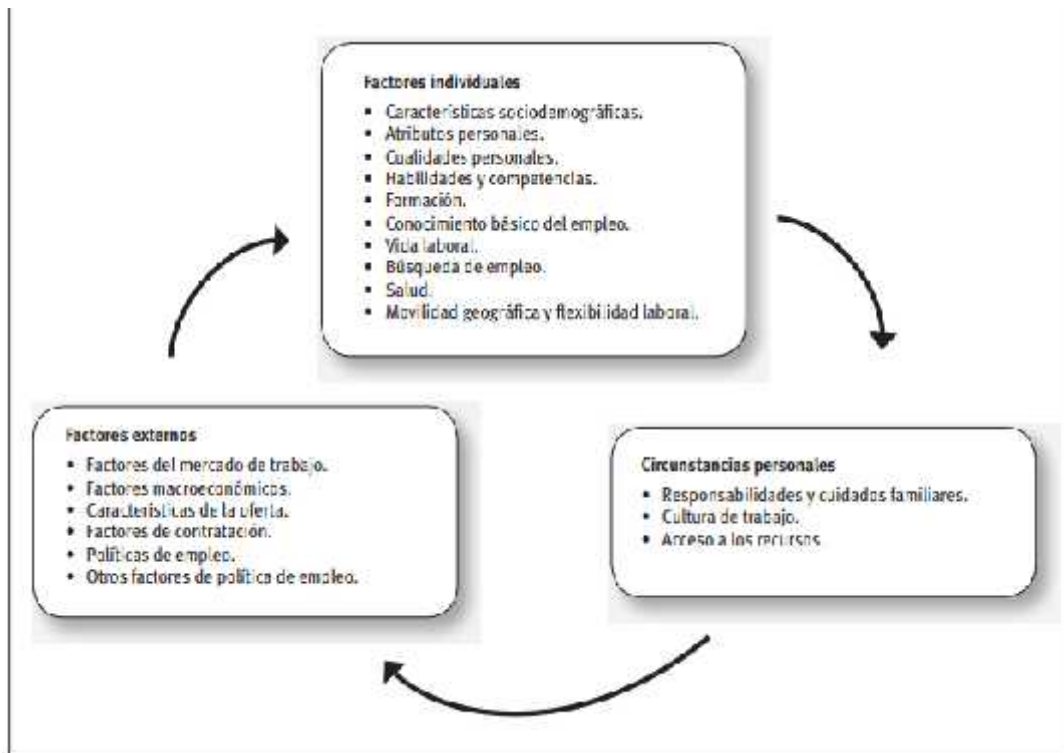 Factores individuales
▪ Características sociodemográficas.
▪ Atributos personales.
▪ Cualidades personales.
▪ Habilidades y competencias.
▪ Formación.
▪ Conocimiento básico del empleo.
▪ Vida laboral.
▪ Búsqueda de empleo.
▪ Salud.
▪ Movilidad geográfica y flexibilidad laboral.
Factores externos
• Factores del mercado de trabajo.
• Factores macroeconómicos.
• Características de la oferta.
• Factores de contratación.
• Políticas de empleo.
• Otros factores de política de empleo.
Circunstancias personales
• Responsabilidades y cuidados familiares.
• Cultura de trabajo.
• Acceso a los recursos